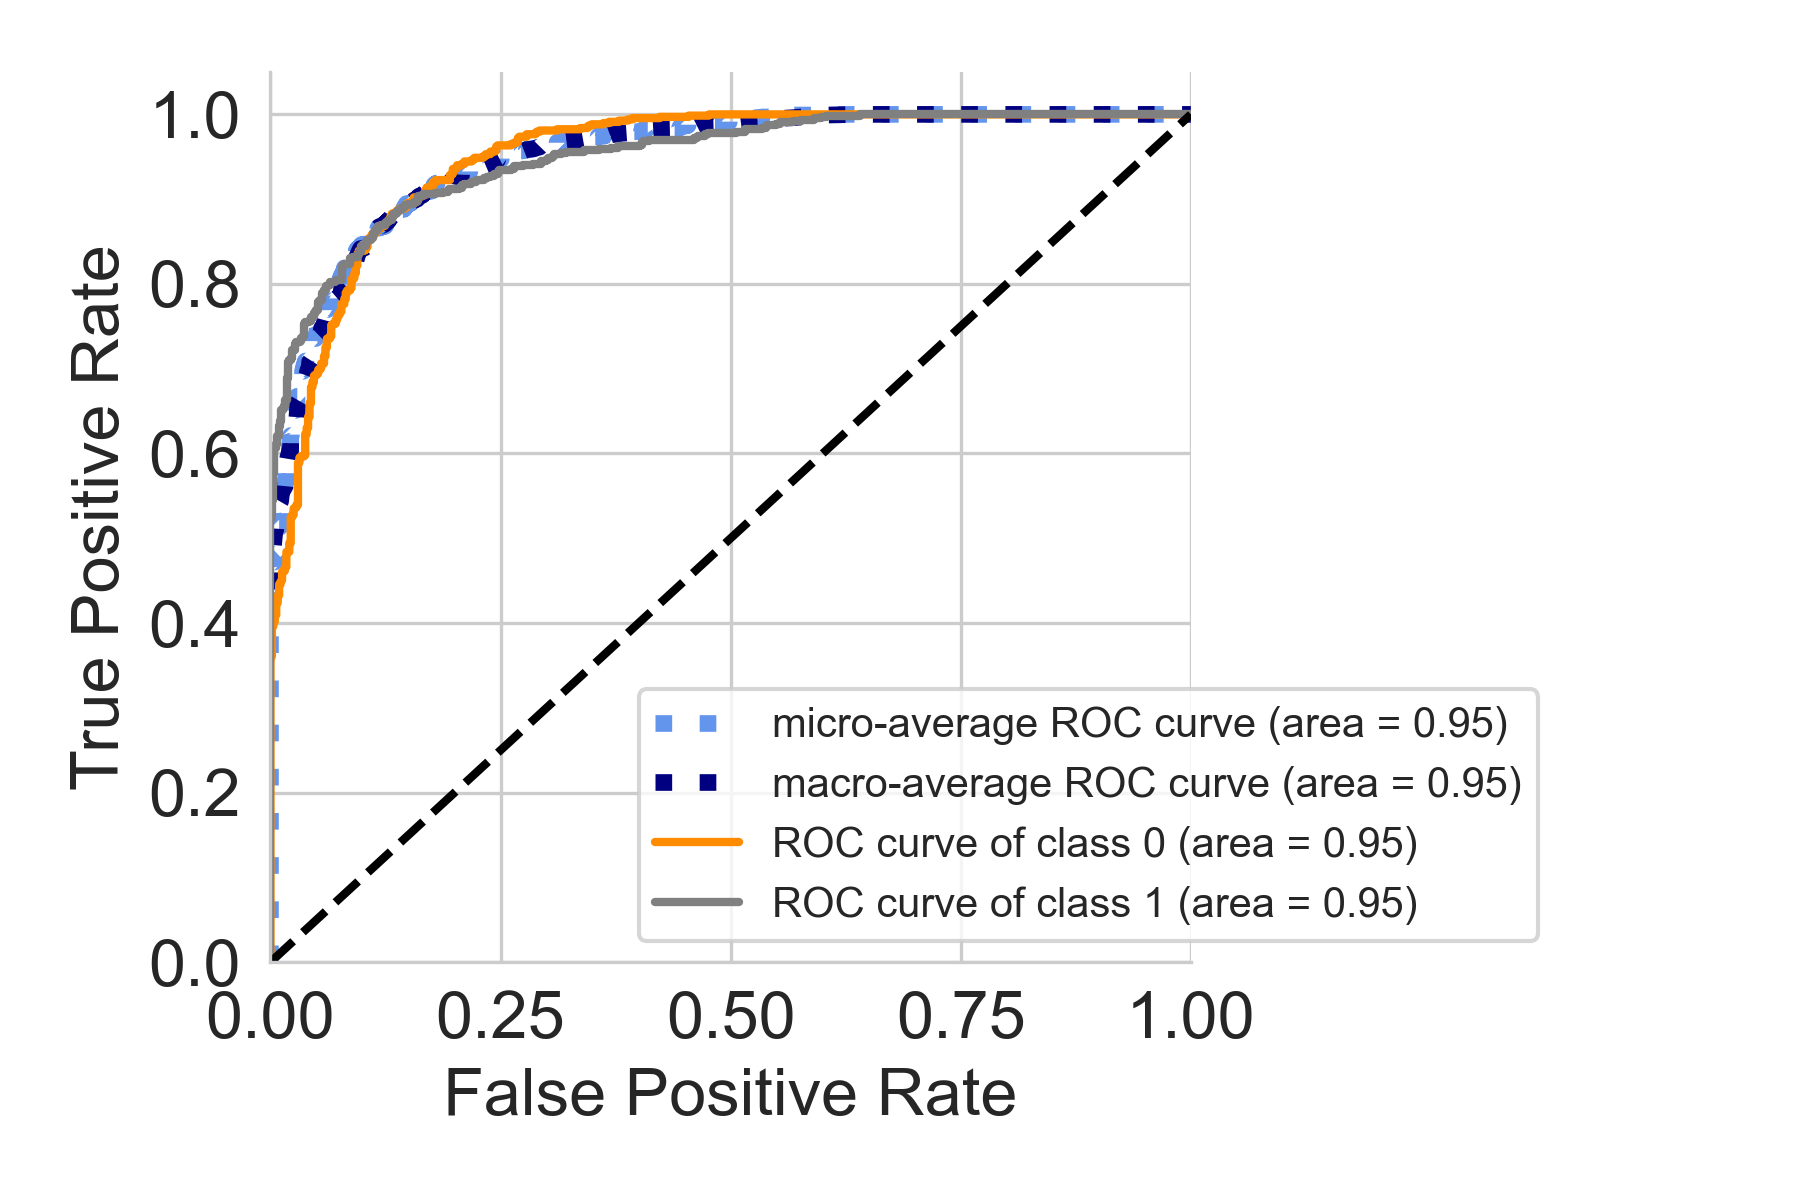 True Positive Rate
1.0
0.8
0.6
0.4
0.2
0.0
0.00 0.25 0.50 0.75 1.00
False Positive Rate
micro-average ROC curve (area = 0.95)
macro-average ROC curve (area = 0.95)
ROC curve of class 0 (area = 0.95)
ROC curve of class 1 (area = 0.95)